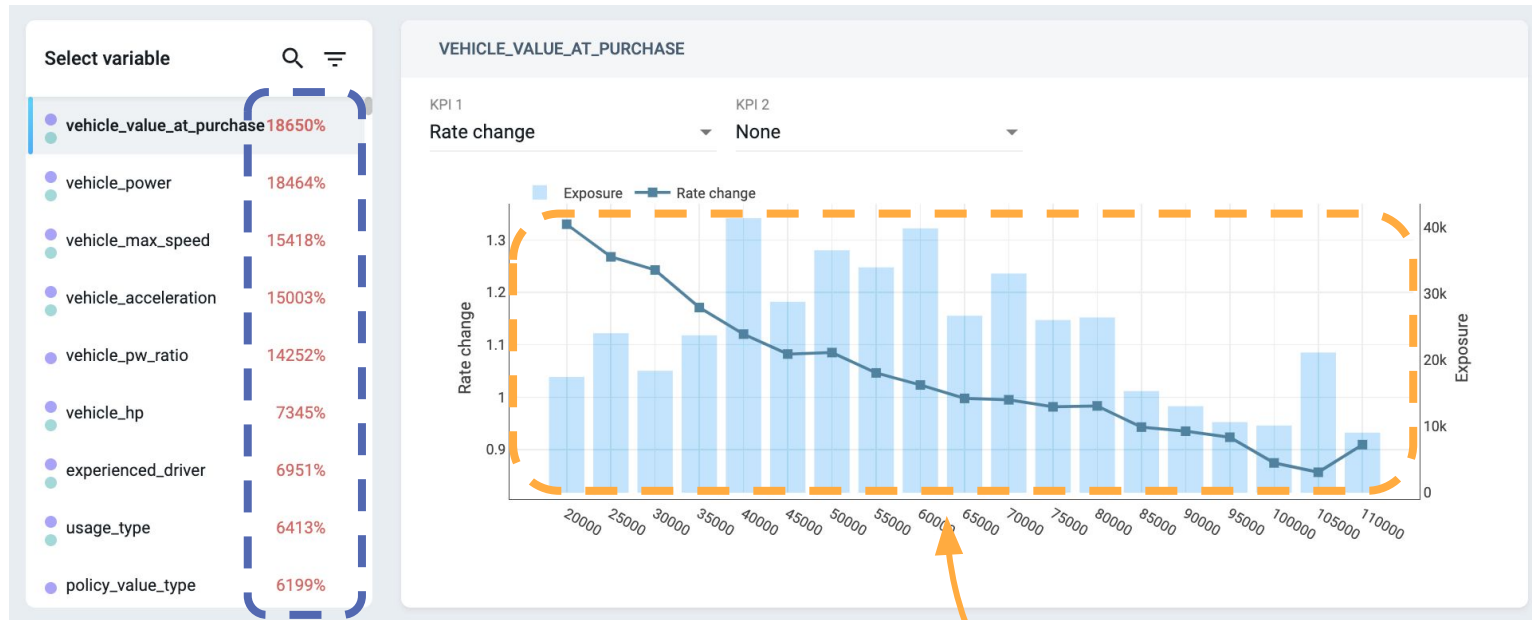 Select variable
vehicle_value_at_purchase 18650%
vehicle_power 18464%
vehicle_max_speed 15418%
vehicle_acceleration 15003%
vehicle_pw_ratio 14252%
vehicle_hp 7345%
experienced_driver 6951%
usage_type 6413%
policy_value_type 6199%
VEHICLE_VALUE_AT_PURCHASE
KPI 1 KPI 2
Rate change None
Exposure Rate change
Rate change
1.3
1.2
1.1
1
0.9
40k
30k
20k
10k
0
Exposure
20000 25000 30000 35000 40000 45000 50000 55000 60000 65000 70000 75000 80000 85000 90000 95000 100000 105000 110000